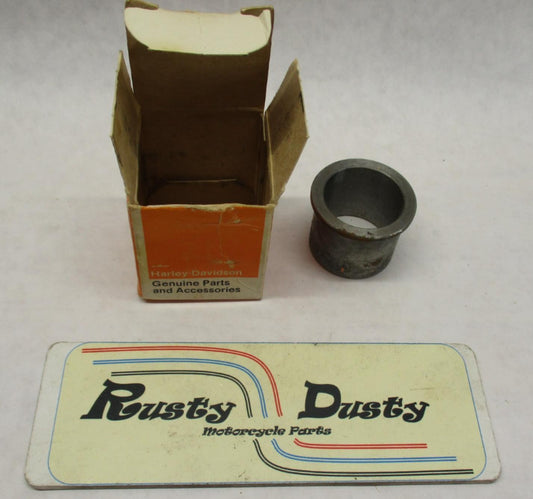 Harley-Davidson
Genuine Parts
and Accessories
Rusty Dusty
Motorcycle Parts